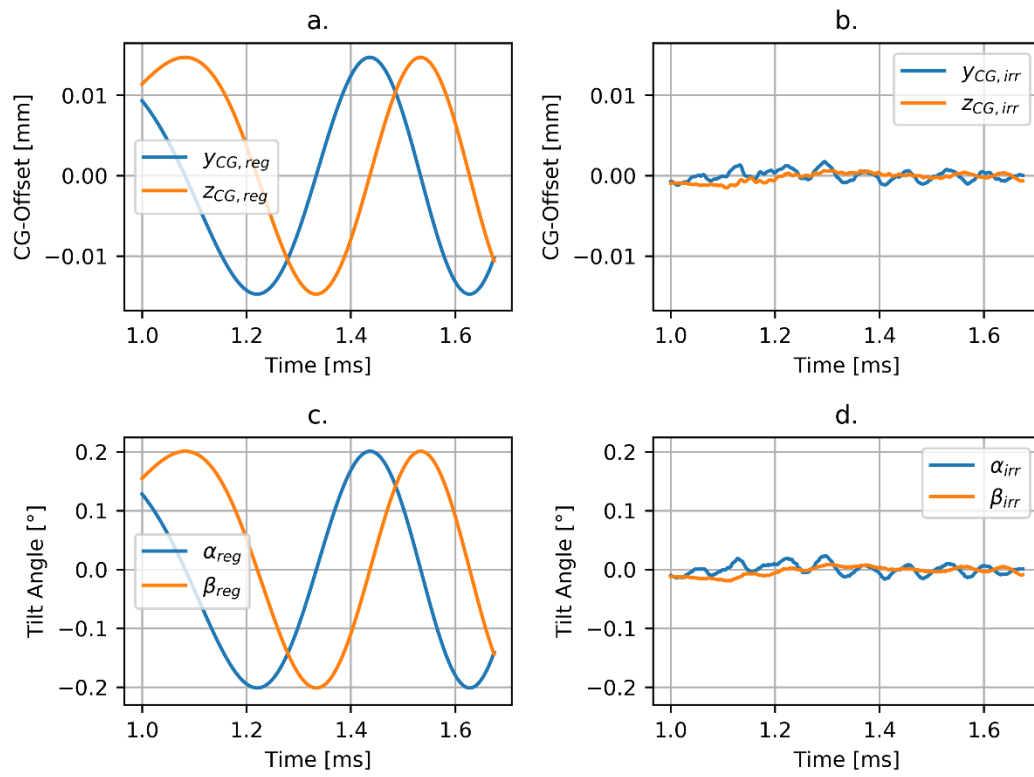 a.
CG-Offset [mm]
0.01
0.00
−0.01
y_{CG, reg}
z_{CG, reg}
1.0 1.2 1.4 1.6
Time [ms]
b.
CG-Offset [mm]
0.01
0.00
−0.01
y_{CG, irr}
z_{CG, irr}
1.0 1.2 1.4 1.6
Time [ms]
c.
Tilt Angle [°]
0.2
0.1
0.0
−0.1
−0.2
α_{reg}
β_{reg}
1.0 1.2 1.4 1.6
Time [ms]
d.
Tilt Angle [°]
0.2
0.1
0.0
−0.1
−0.2
α_{irr}
β_{irr}
1.0 1.2 1.4 1.6
Time [ms]